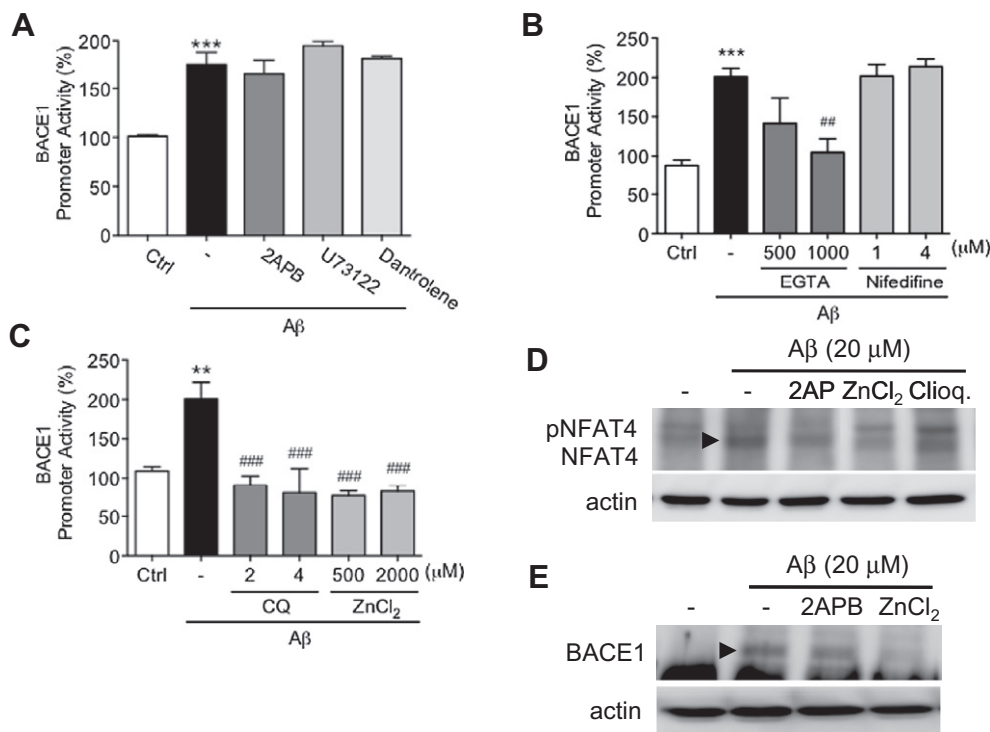 A
BACE1
Promoter Activity (%)
200
150
100
50
0
***
Ctrl
-
2APB
U73122
Dantrolene
Aβ
B
BACE1
Promoter Activity (%)
250
200
150
100
50
0
***
##
Ctrl
-
500
1000
1
4
(μM)
EGTA
Nifedifine
Aβ
C
BACE1
Promoter Activity (%)
250
200
150
100
50
0
**
###
###
###
###
Ctrl
-
2
4
500
2000
(μM)
CQ
ZnCl₂
Aβ
D
Aβ (20 μM)
-
-
2AP ZnCl₂ Clioq.
pNFAT4
NFAT4
actin
E
Aβ (20 μM)
-
-
2APB
ZnCl₂
BACE1
actin